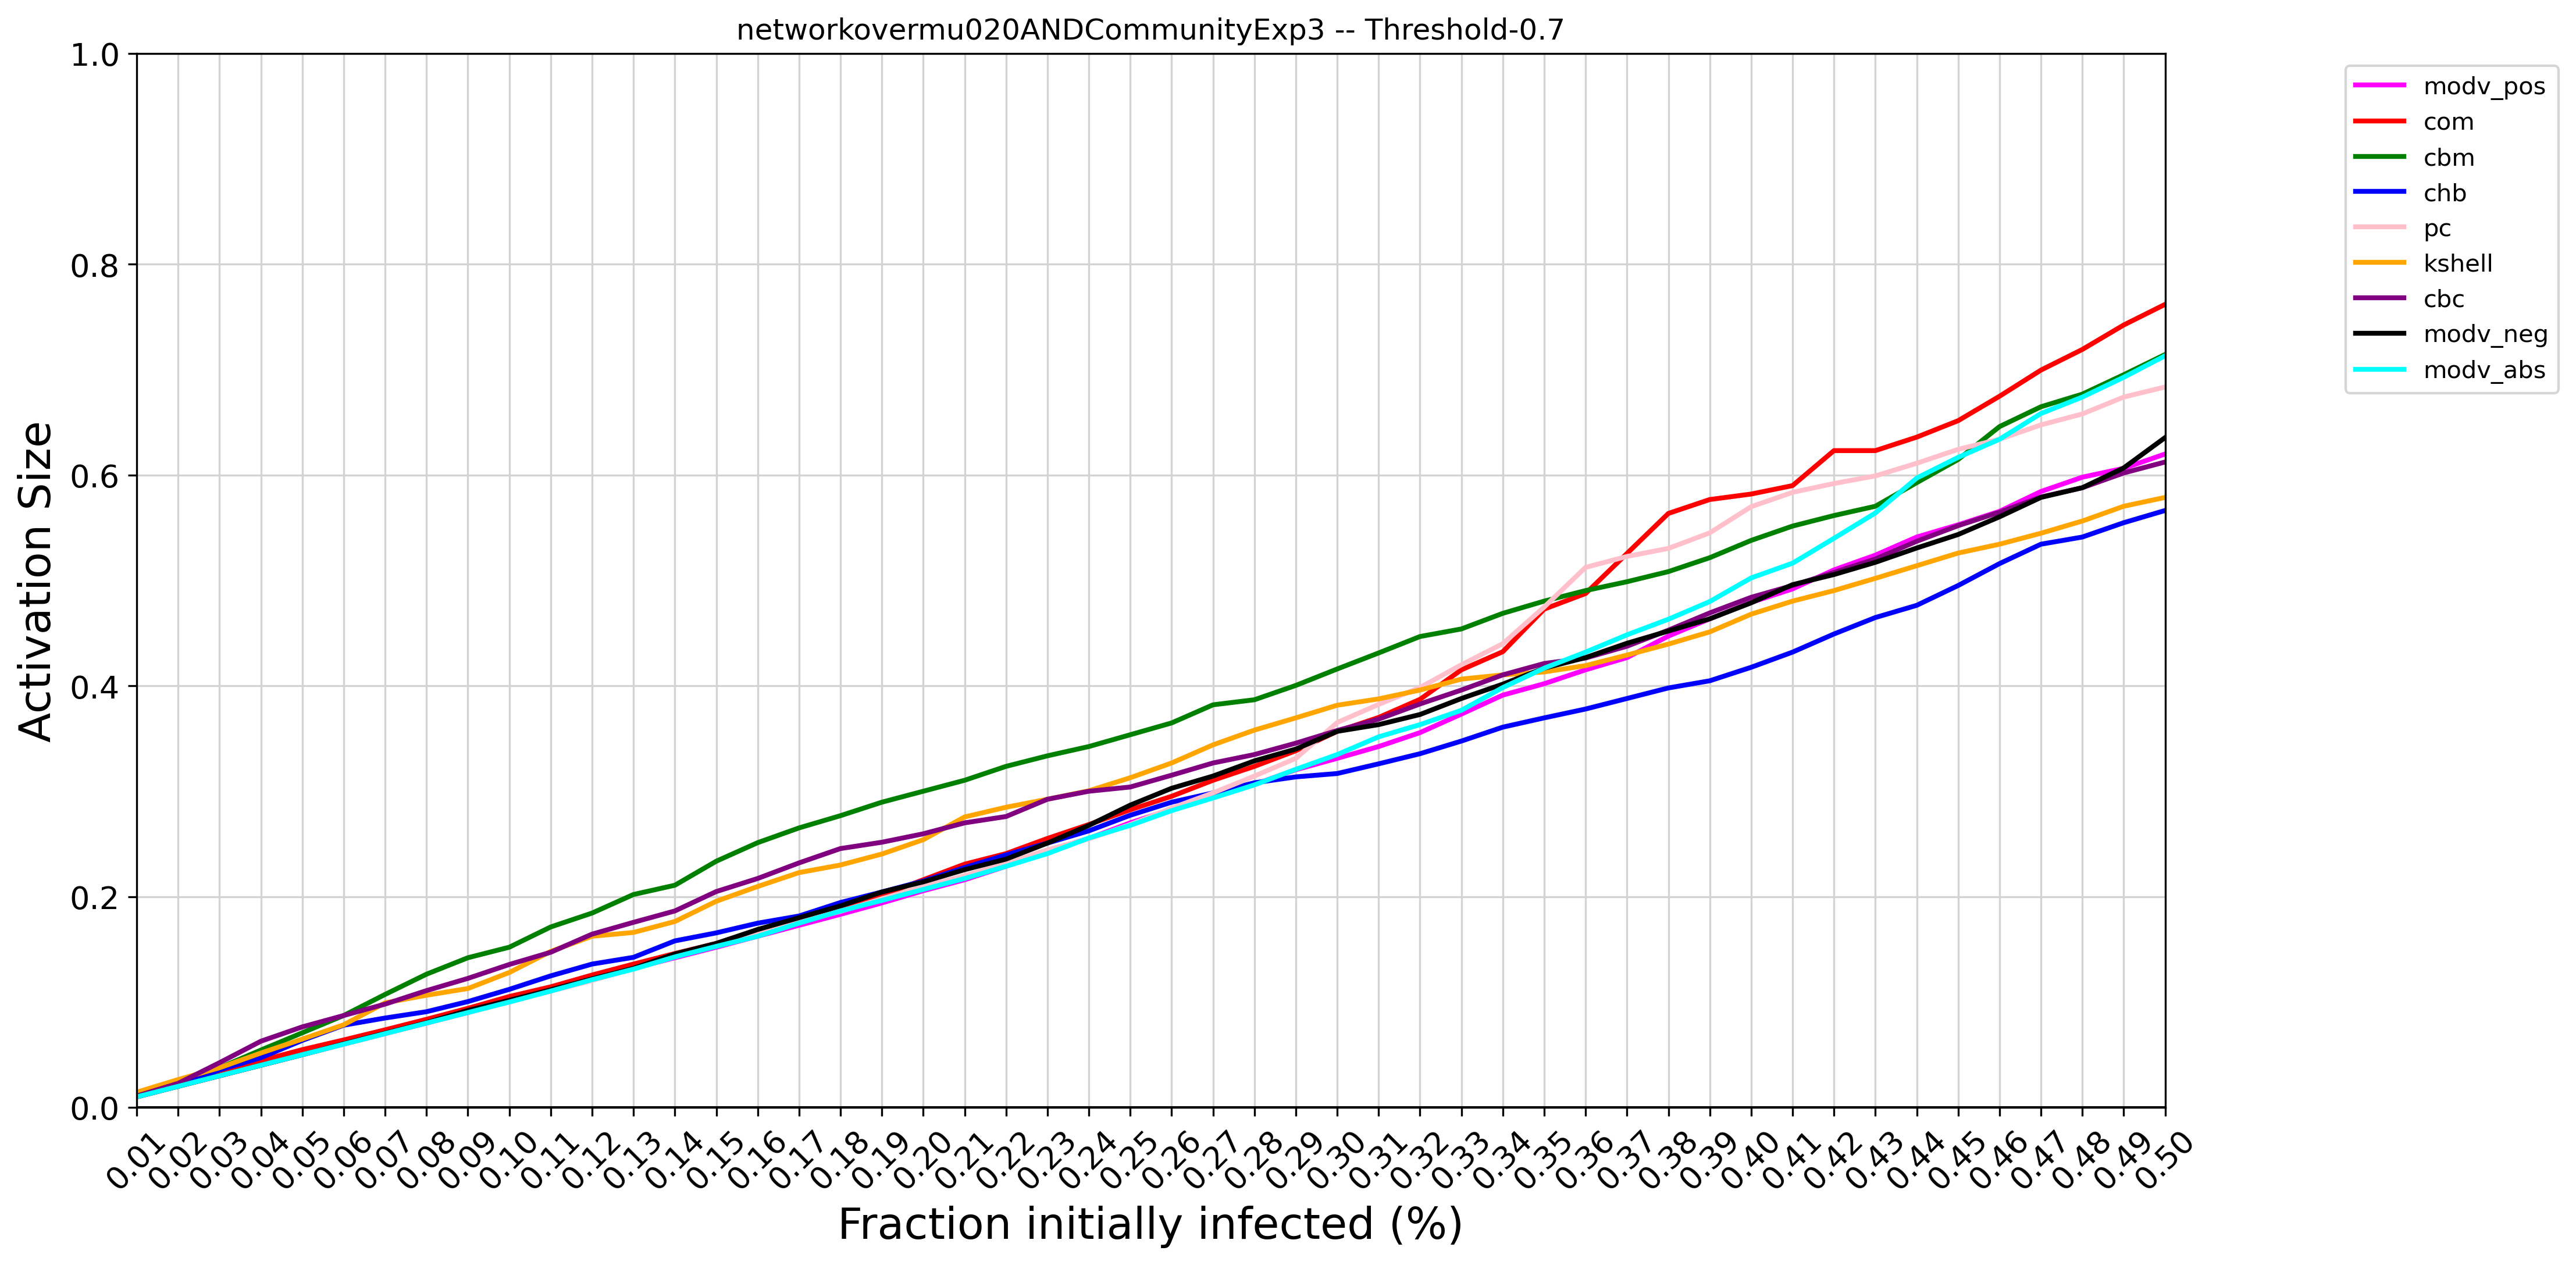 networkovermu020ANDCommunityExp3 -- Threshold-0.7
1.0
0.8
0.6
0.4
0.2
0.0
Activation Size
0.01 0.02 0.03 0.04 0.05 0.06 0.07 0.08 0.09 0.10 0.11 0.12 0.13 0.14 0.15 0.16 0.17 0.18 0.19 0.20 0.21 0.22 0.23 0.24 0.25 0.26 0.27 0.28 0.29 0.30 0.31 0.32 0.33 0.34 0.35 0.36 0.37 0.38 0.39 0.40 0.41 0.42 0.43 0.44 0.45 0.46 0.47 0.48 0.49 0.50
Fraction initially infected (%)
modv_pos
com
cbm
chb
pc
kshell
cbc
modv_neg
modv_abs